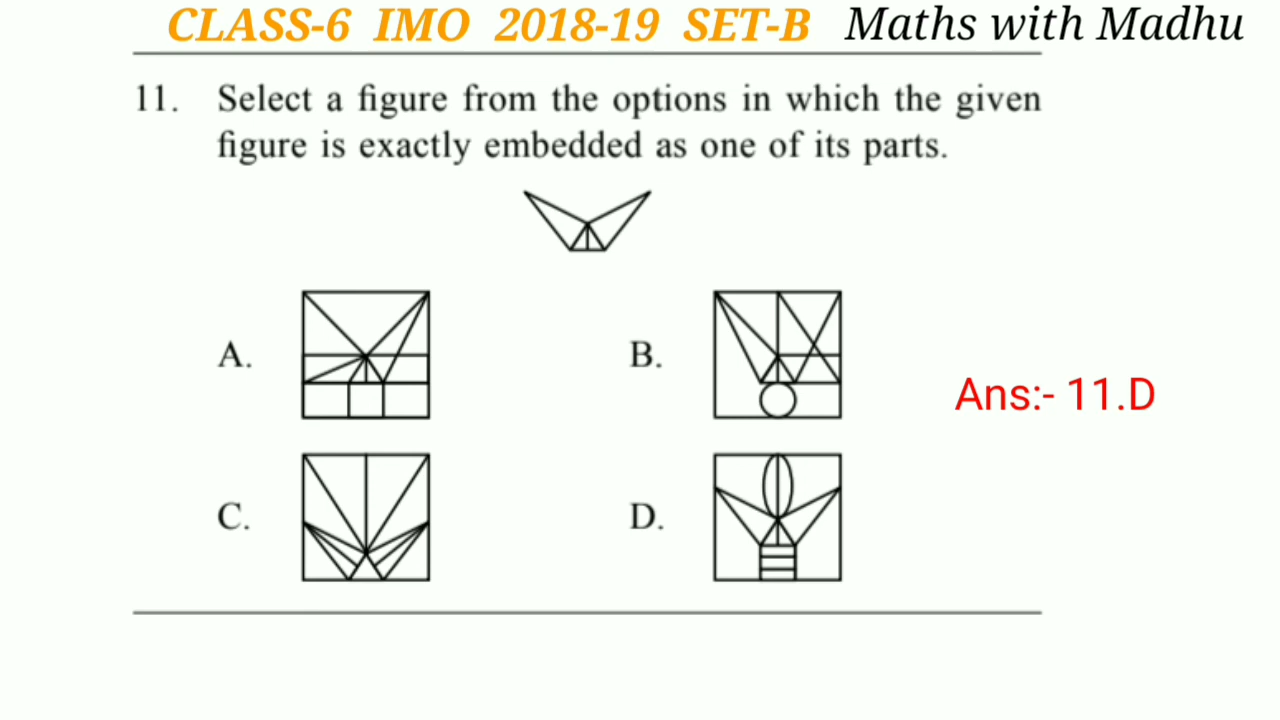 CLASS-6 IMO 2018-19 SET-B Maths with Madhu
11. Select a figure from the options in which the given
figure is exactly embedded as one of its parts.
A.
B.
Ans:- 11.D
C.
D.